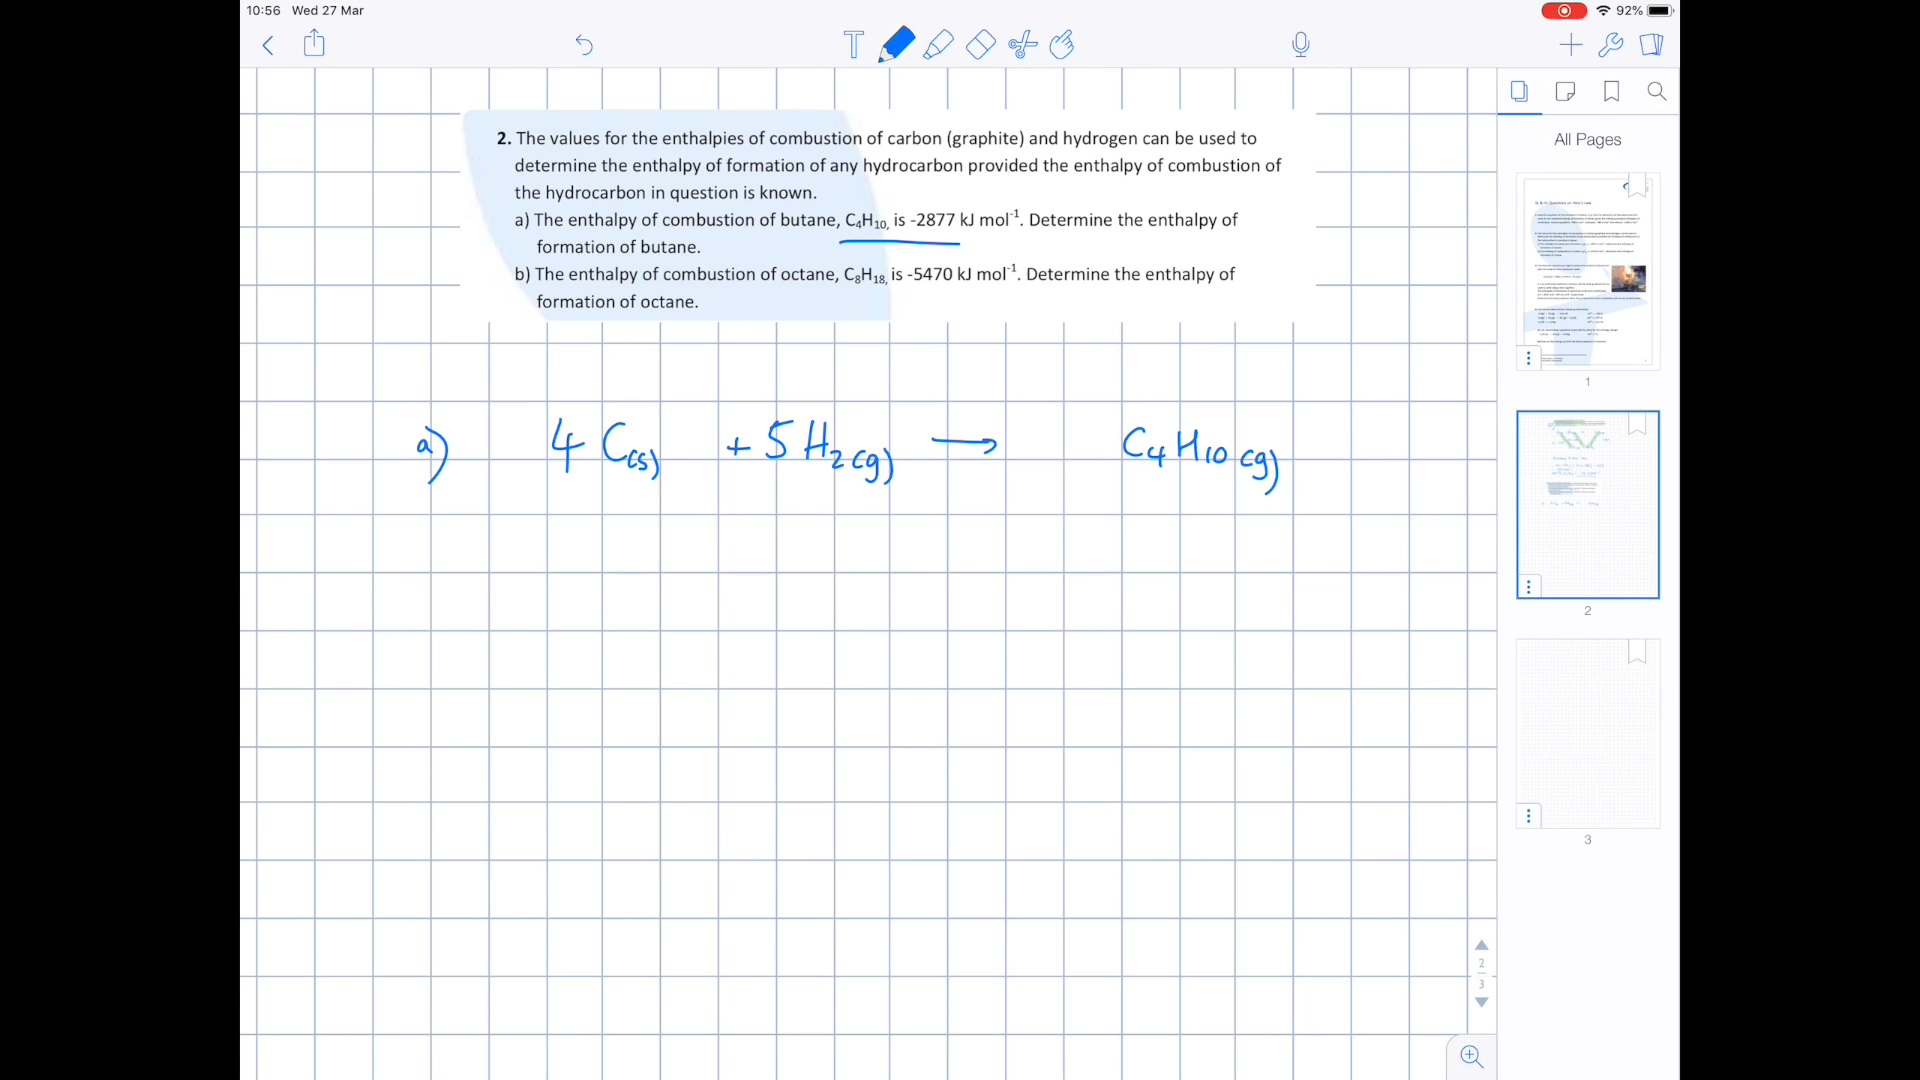 10:56 Wed 27 Mar
92%
2. The values for the enthalpies of combustion of carbon (graphite) and hydrogen can be used to
determine the enthalpy of formation of any hydrocarbon provided the enthalpy of combustion of
the hydrocarbon in question is known.
a) The enthalpy of combustion of butane, C₄H₁₀, is -2877 kJ mol⁻¹. Determine the enthalpy of
formation of butane.
b) The enthalpy of combustion of octane, C₈H₁₈, is -5470 kJ mol⁻¹. Determine the enthalpy of
formation of octane.
a) 4 C(s) + 5 H₂(g) → C₄H₁₀(g)
All Pages
1
2
3
2
3